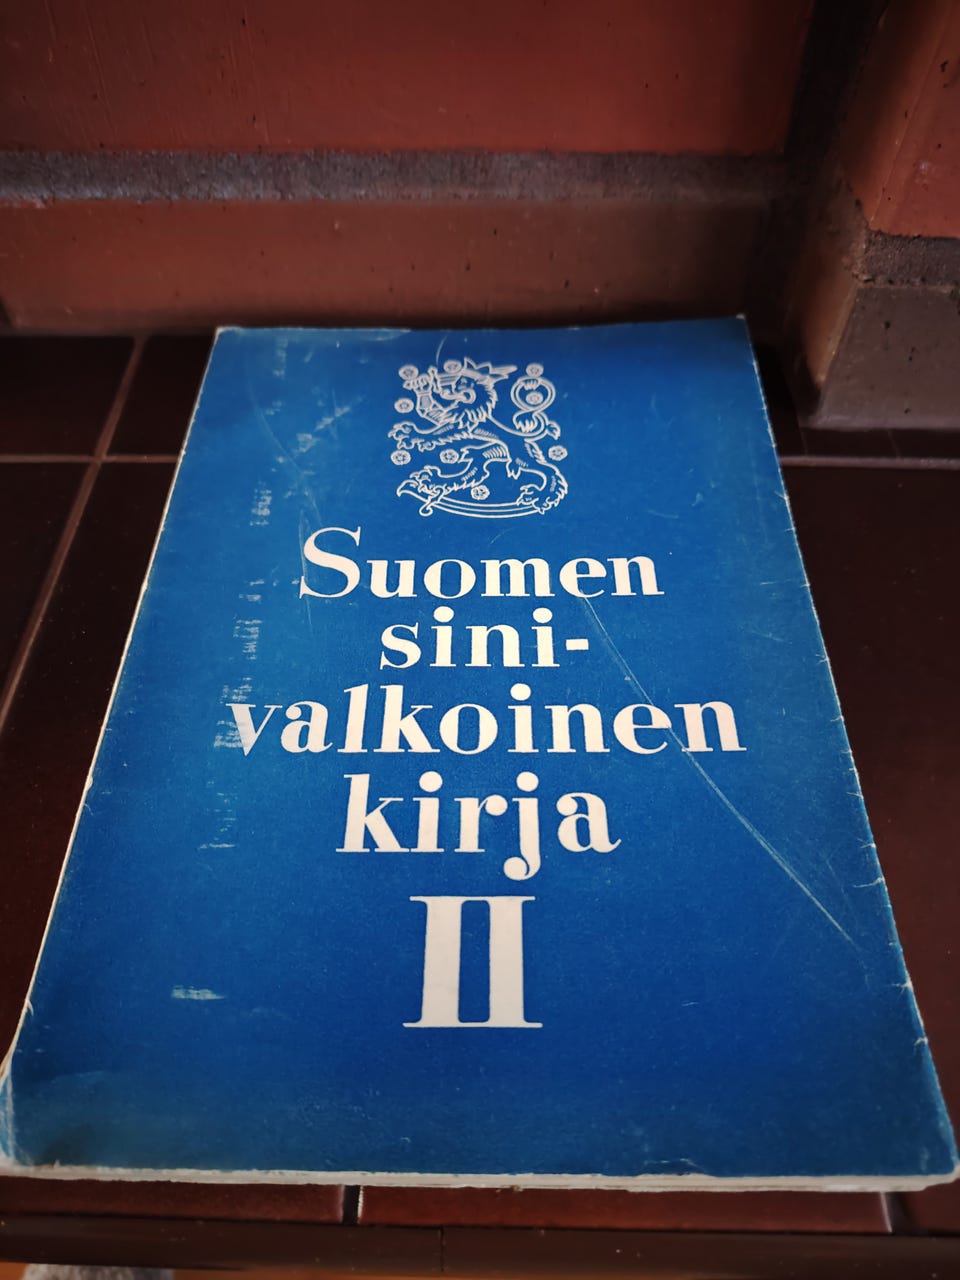 Suomen
sini-
valkoinen
kirja
II